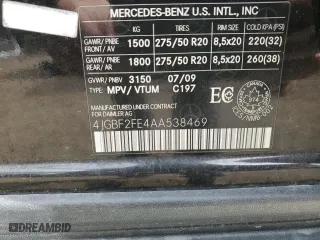 MERCEDES-BENZ U.S. INTL., INC
KG TIRES RIM SIZE COLD TIRE PRESSURE KPA (PSI)
GAWR/ PNBE FRONT/ AV 1500 275/50 R20 8,5x20 220(32)
GAWR/ PNBE REAR/ AR 1800 275/50 R20 8,5x20 260(38)
GVWR/ PNBV 3150 07/09
TYPE: MPV/ VTUM C197
MANUFACTURED FOR DAIMLER AG
4JGBF2FE4AA538469
DREAMBID